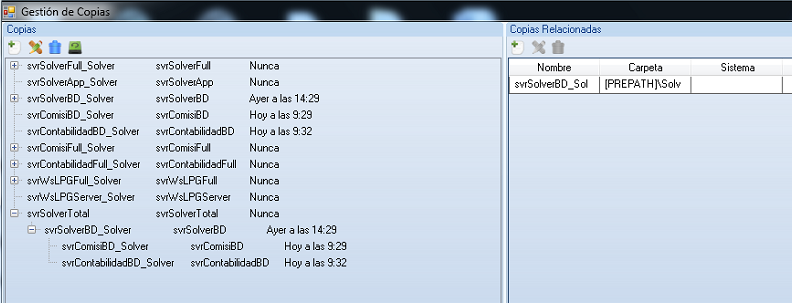 Gestión de Copias
Copias
svrSolverFull_Solver svrSolverFull Nunca
svrSolverApp_Solver svrSolverApp Nunca
svrSolverBD_Solver svrSolverBD Ayer a las 14:29
svrComisiBD_Solver svrComisiBD Hoy a las 9:29
svrContabilidadBD_Solver svrContabilidadBD Hoy a las 9:32
svrComisiFull_Solver svrComisiFull Nunca
svrContabilidadFull_Solver svrContabilidadFull Nunca
svrWsLPGFull_Solver svrWsLPGFull Nunca
svrWsLPGServer_Solver svrWsLPGServer Nunca
svrSolverTotal svrSolverTotal Nunca
svrSolverBD_Solver svrSolverBD Ayer a las 14:29
svrComisiBD_Solver svrComisiBD Hoy a las 9:29
svrContabilidadBD_Solver svrContabilidadBD Hoy a las 9:32
Copias Relacionadas
Nombre Carpeta Sistema
svrSolverBD_Sol [PREPATH]\Solv